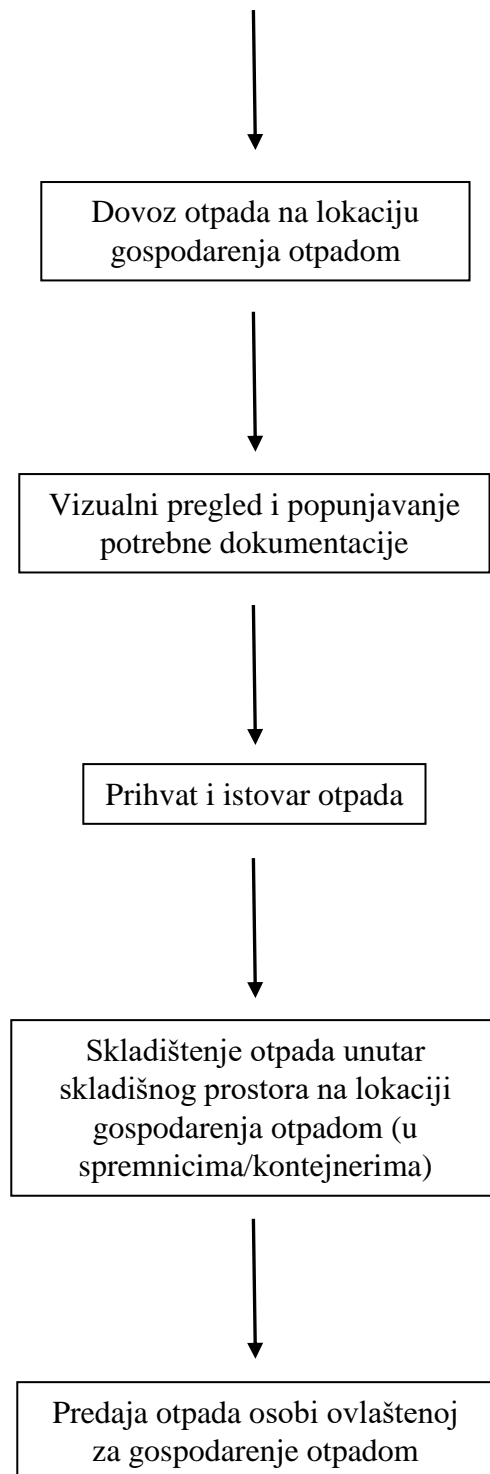 Dovoz otpada na lokaciju
gospodarenja otpadom
Vizualni pregled i popunjavanje
potrebne dokumentacije
Prihvat i istovar otpada
Skladištenje otpada unutar
skladišnog prostora na lokaciji
gospodarenja otpadom (u
spremnicima/kontejnerima)
Predaja otpada osobi ovlaštenoj
za gospodarenje otpadom